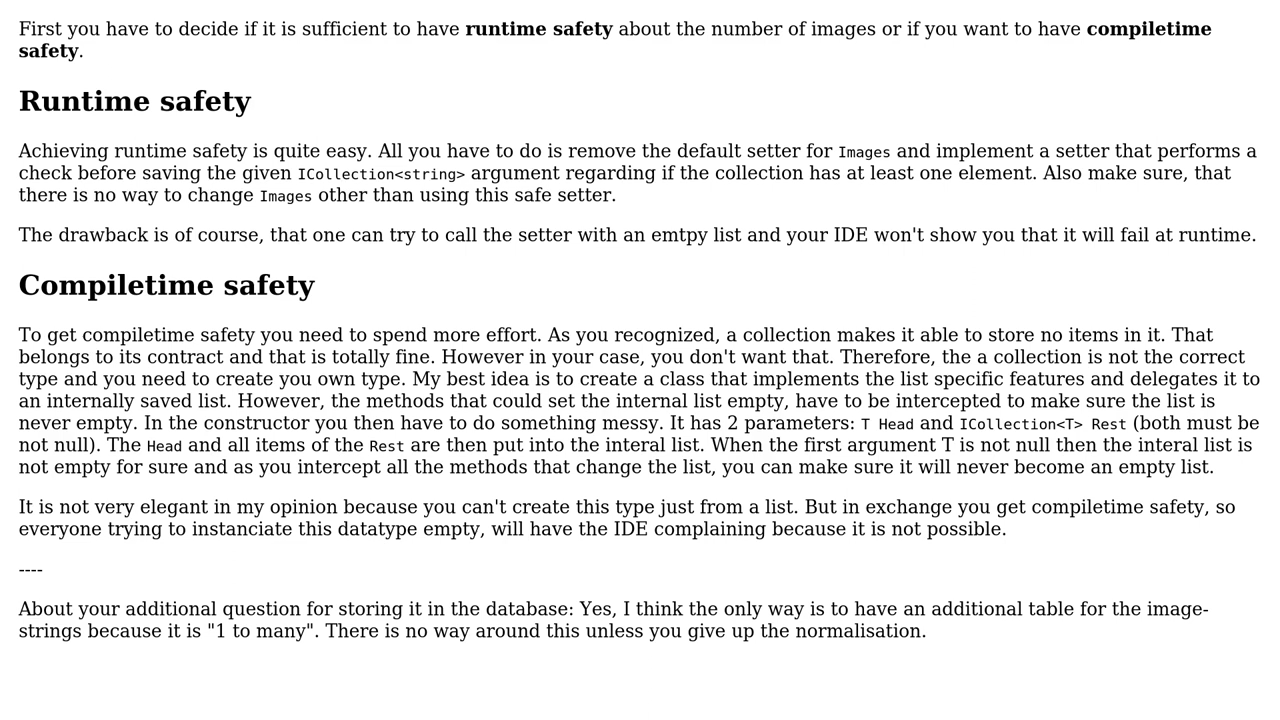 First you have to decide if it is sufficient to have runtime safety about the number of images or if you want to have compiletime
safety.
Runtime safety
Achieving runtime safety is quite easy. All you have to do is remove the default setter for Images and implement a setter that performs a
check before saving the given ICollection<string> argument regarding if the collection has at least one element. Also make sure, that
there is no way to change Images other than using this safe setter.
The drawback is of course, that one can try to call the setter with an emtpy list and your IDE won't show you that it will fail at runtime.
Compiletime safety
To get compiletime safety you need to spend more effort. As you recognized, a collection makes it able to store no items in it. That
belongs to its contract and that is totally fine. However in your case, you don't want that. Therefore, the a collection is not the correct
type and you need to create you own type. My best idea is to create a class that implements the list specific features and delegates it to
an internally saved list. However, the methods that could set the internal list empty, have to be intercepted to make sure the list is
never empty. In the constructor you then have to do something messy. It has 2 parameters: T Head and ICollection<T> Rest (both must be
not null). The Head and all items of the Rest are then put into the interal list. When the first argument T is not null then the interal list is
not empty for sure and as you intercept all the methods that change the list, you can make sure it will never become an empty list.
It is not very elegant in my opinion because you can't create this type just from a list. But in exchange you get compiletime safety, so
everyone trying to instanciate this datatype empty, will have the IDE complaining because it is not possible.
----
About your additional question for storing it in the database: Yes, I think the only way is to have an additional table for the image-
strings because it is "1 to many". There is no way around this unless you give up the normalisation.